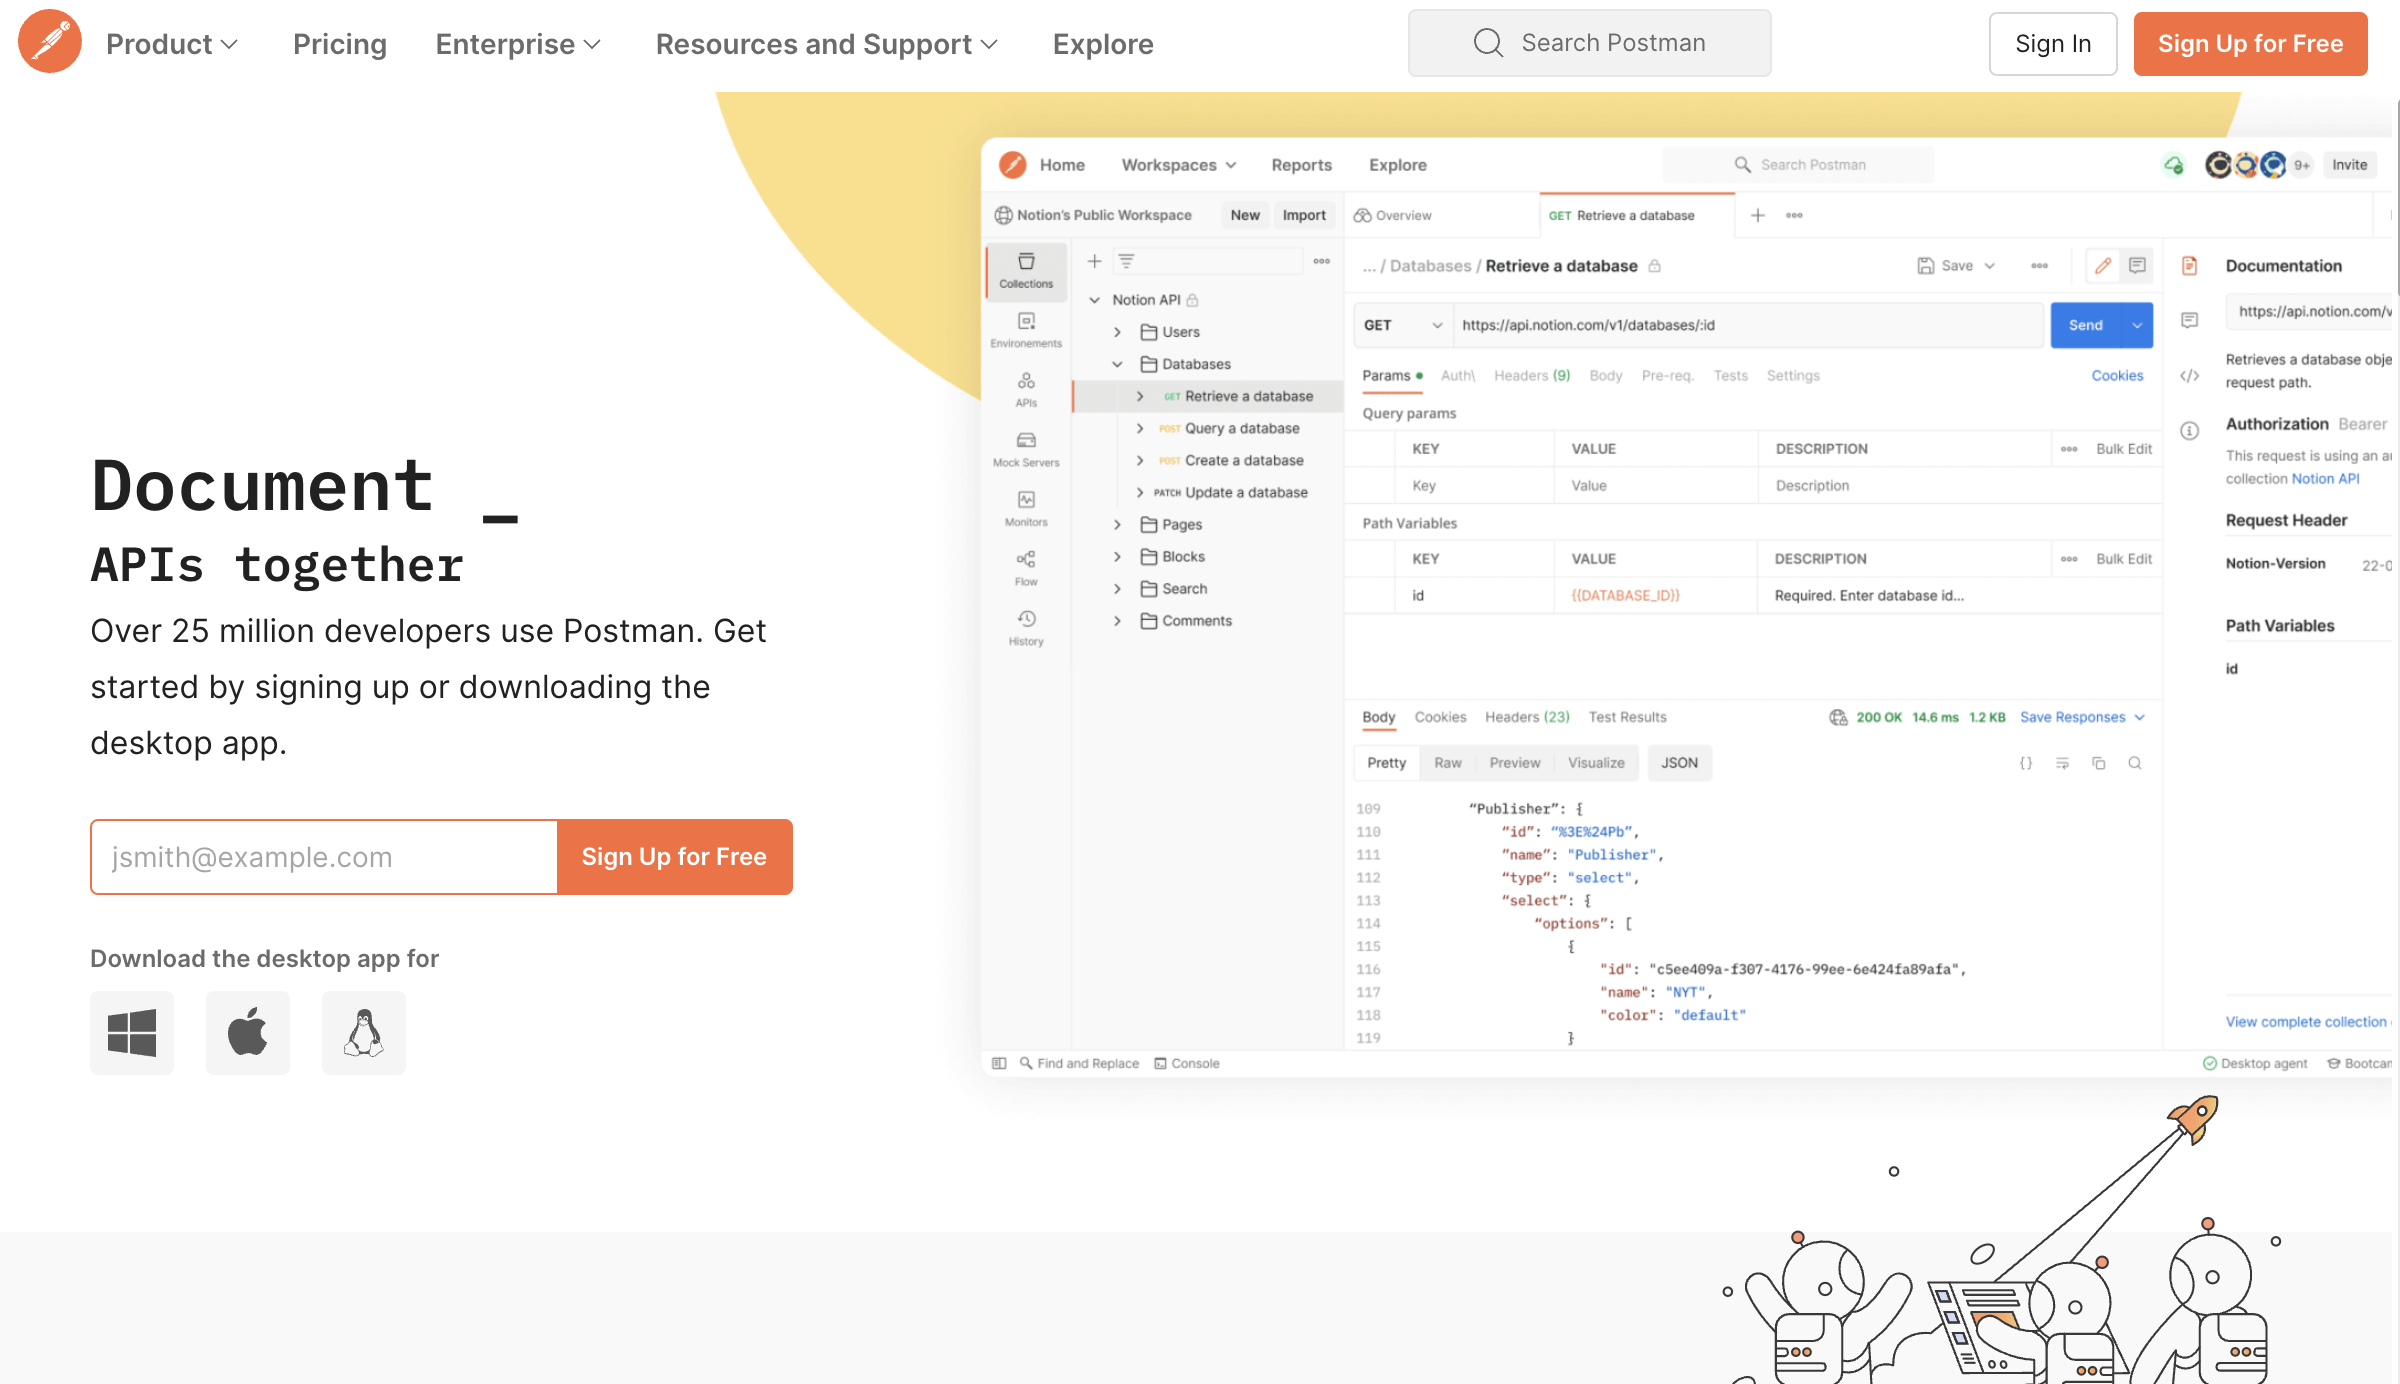 Product Pricing Enterprise Resources and Support Explore Search Postman Sign In Sign Up for Free
Document _
APIs together
Over 25 million developers use Postman. Get
started by signing up or downloading the
desktop app.
jsmith@example.com Sign Up for Free
Download the desktop app for
Home Workspaces Reports Explore Search Postman 9+ Invite
Notion's Public Workspace New Import Overview GET Retrieve a database
Collections
Environements
APIs
Mock Servers
Monitors
Flow
History
Notion API
Users
Databases
GET Retrieve a database
POST Query a database
POST Create a database
PATCH Update a database
Pages
Blocks
Search
Comments
... / Databases / Retrieve a database Save
GET https://api.notion.com/v1/databases/:id Send
Params Auth\ Headers (9) Body Pre-req. Tests Settings Cookies
Query params
KEY VALUE DESCRIPTION Bulk Edit
Key Value Description
Path Variables
KEY VALUE DESCRIPTION Bulk Edit
id {{DATABASE_ID}} Required. Enter database id...
Body Cookies Headers (23) Test Results 200 OK 14.6 ms 1.2 KB Save Responses
Pretty Raw Preview Visualize JSON {}
109 “Publisher”: {
110 “id”: “%3E%24Pb”,
111 ”name”: "Publisher",
112 “type”: "select",
113 “select”: {
114 “options”: [
115 {
116 "id": "c5ee409a-f307-4176-99ee-6e424fa89afa",
117 "name": "NYT",
118 "color": "default"
119 }
Documentation
https://api.notion.com/v
Retrieves a database obje
request path.
Authorization Bearer
This request is using an au
collection Notion API
Request Header
Notion-Version 22-0
Path Variables
id
View complete collection
Find and Replace Console Desktop agent Bootcam